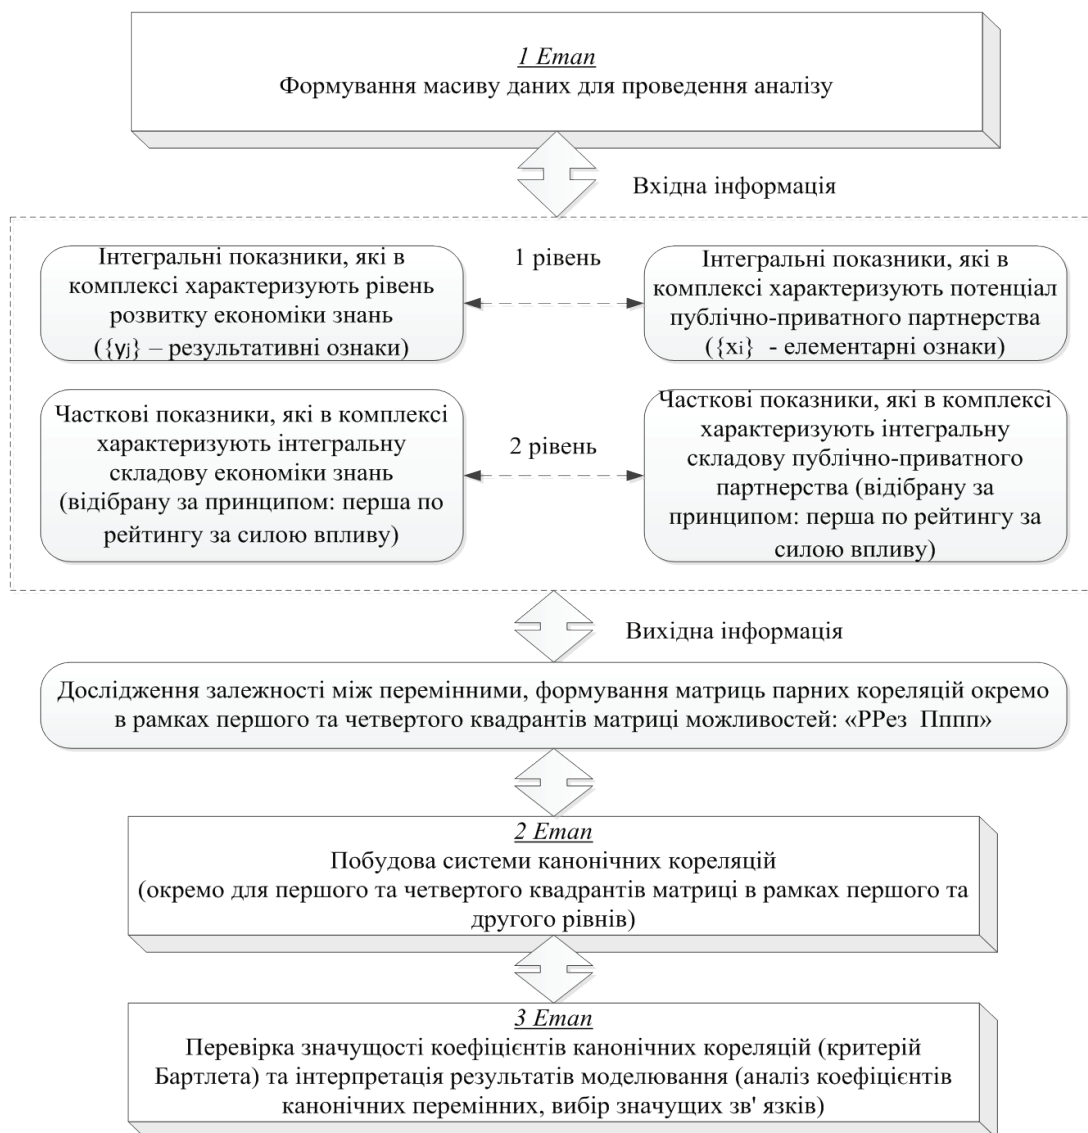 1 Етап
Формування масиву даних для проведення аналізу
Вхідна інформація
Інтегральні показники, які в
комплексі характеризують рівень
розвитку економіки знань
({yj} – результативні ознаки)
1 рівень
Інтегральні показники, які в
комплексі характеризують потенціал
публічно-приватного партнерства
({xi} - елементарні ознаки)
Часткові показники, які в комплексі
характеризують інтегральну
складову економіки знань
(відібрану за принципом: перша по
рейтингу за силою впливу)
2 рівень
Часткові показники, які в комплексі
характеризують інтегральну
складову публічно-приватного
партнерства (відібрану за
принципом: перша по рейтингу за
силою впливу)
Вихідна інформація
Дослідження залежності між перемінними, формування матриць парних кореляцій окремо
в рамках першого та четвертого квадрантів матриці можливостей: «РРез Пппп»
2 Етап
Побудова системи канонічних кореляцій
(окремо для першого та четвертого квадрантів матриці в рамках першого та
другого рівнів)
3 Етап
Перевірка значущості коефіцієнтів канонічних кореляцій (критерій
Бартлета) та інтерпретація результатів моделювання (аналіз коефіцієнтів
канонічних перемінних, вибір значущих зв' язків)